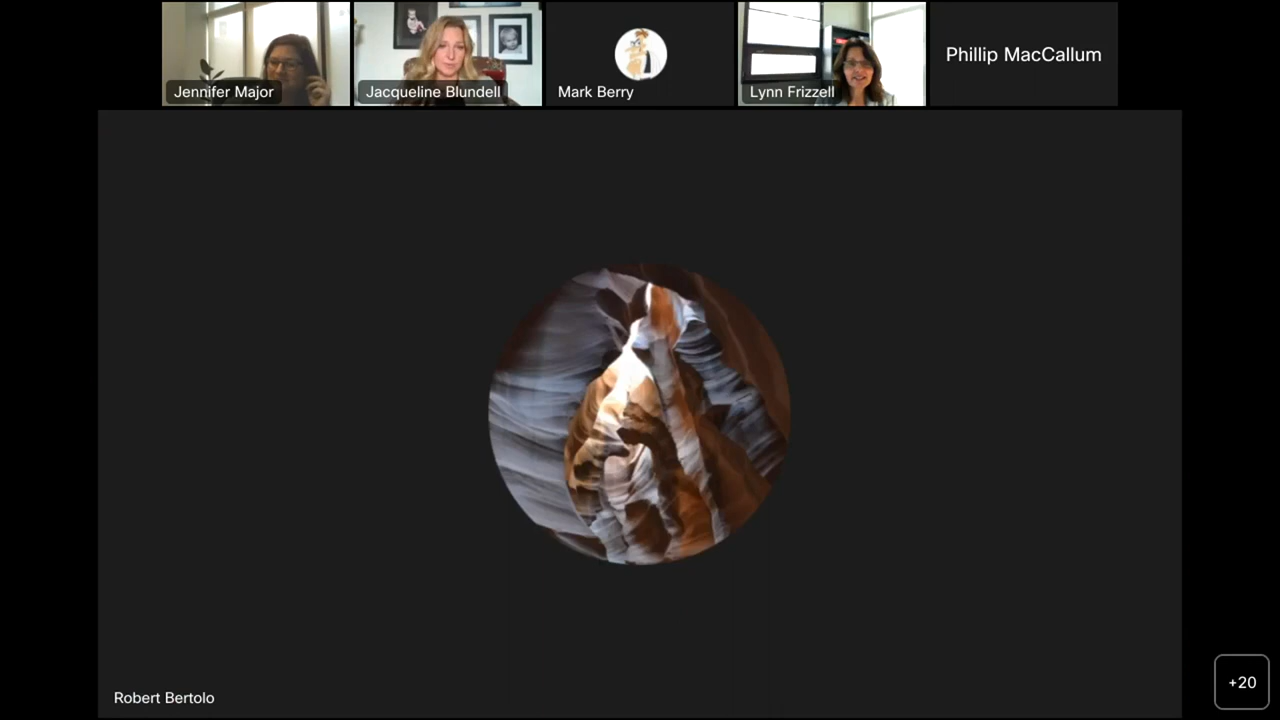 Jennifer Major
Jacqueline Blundell
Mark Berry
Lynn Frizzell
Phillip MacCallum
Robert Bertolo
+20